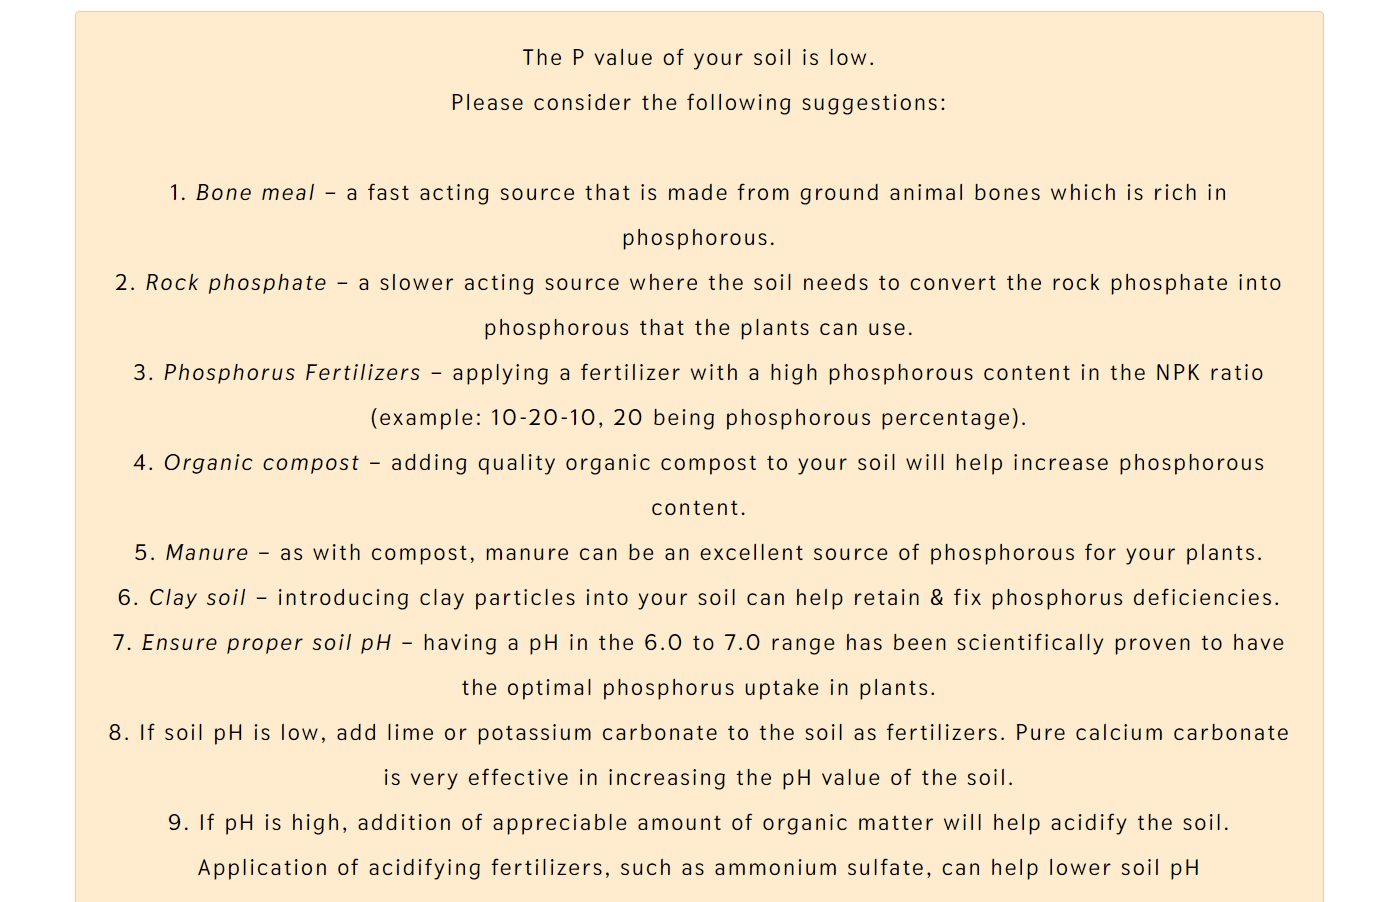 The P value of your soil is low.
Please consider the following suggestions:
1. Bone meal – a fast acting source that is made from ground animal bones which is rich in
phosphorous.
2. Rock phosphate – a slower acting source where the soil needs to convert the rock phosphate into
phosphorous that the plants can use.
3. Phosphorus Fertilizers – applying a fertilizer with a high phosphorous content in the NPK ratio
(example: 10-20-10, 20 being phosphorous percentage).
4. Organic compost – adding quality organic compost to your soil will help increase phosphorous
content.
5. Manure – as with compost, manure can be an excellent source of phosphorous for your plants.
6. Clay soil – introducing clay particles into your soil can help retain & fix phosphorus deficiencies.
7. Ensure proper soil pH – having a pH in the 6.0 to 7.0 range has been scientifically proven to have
the optimal phosphorus uptake in plants.
8. If soil pH is low, add lime or potassium carbonate to the soil as fertilizers. Pure calcium carbonate
is very effective in increasing the pH value of the soil.
9. If pH is high, addition of appreciable amount of organic matter will help acidify the soil.
Application of acidifying fertilizers, such as ammonium sulfate, can help lower soil pH